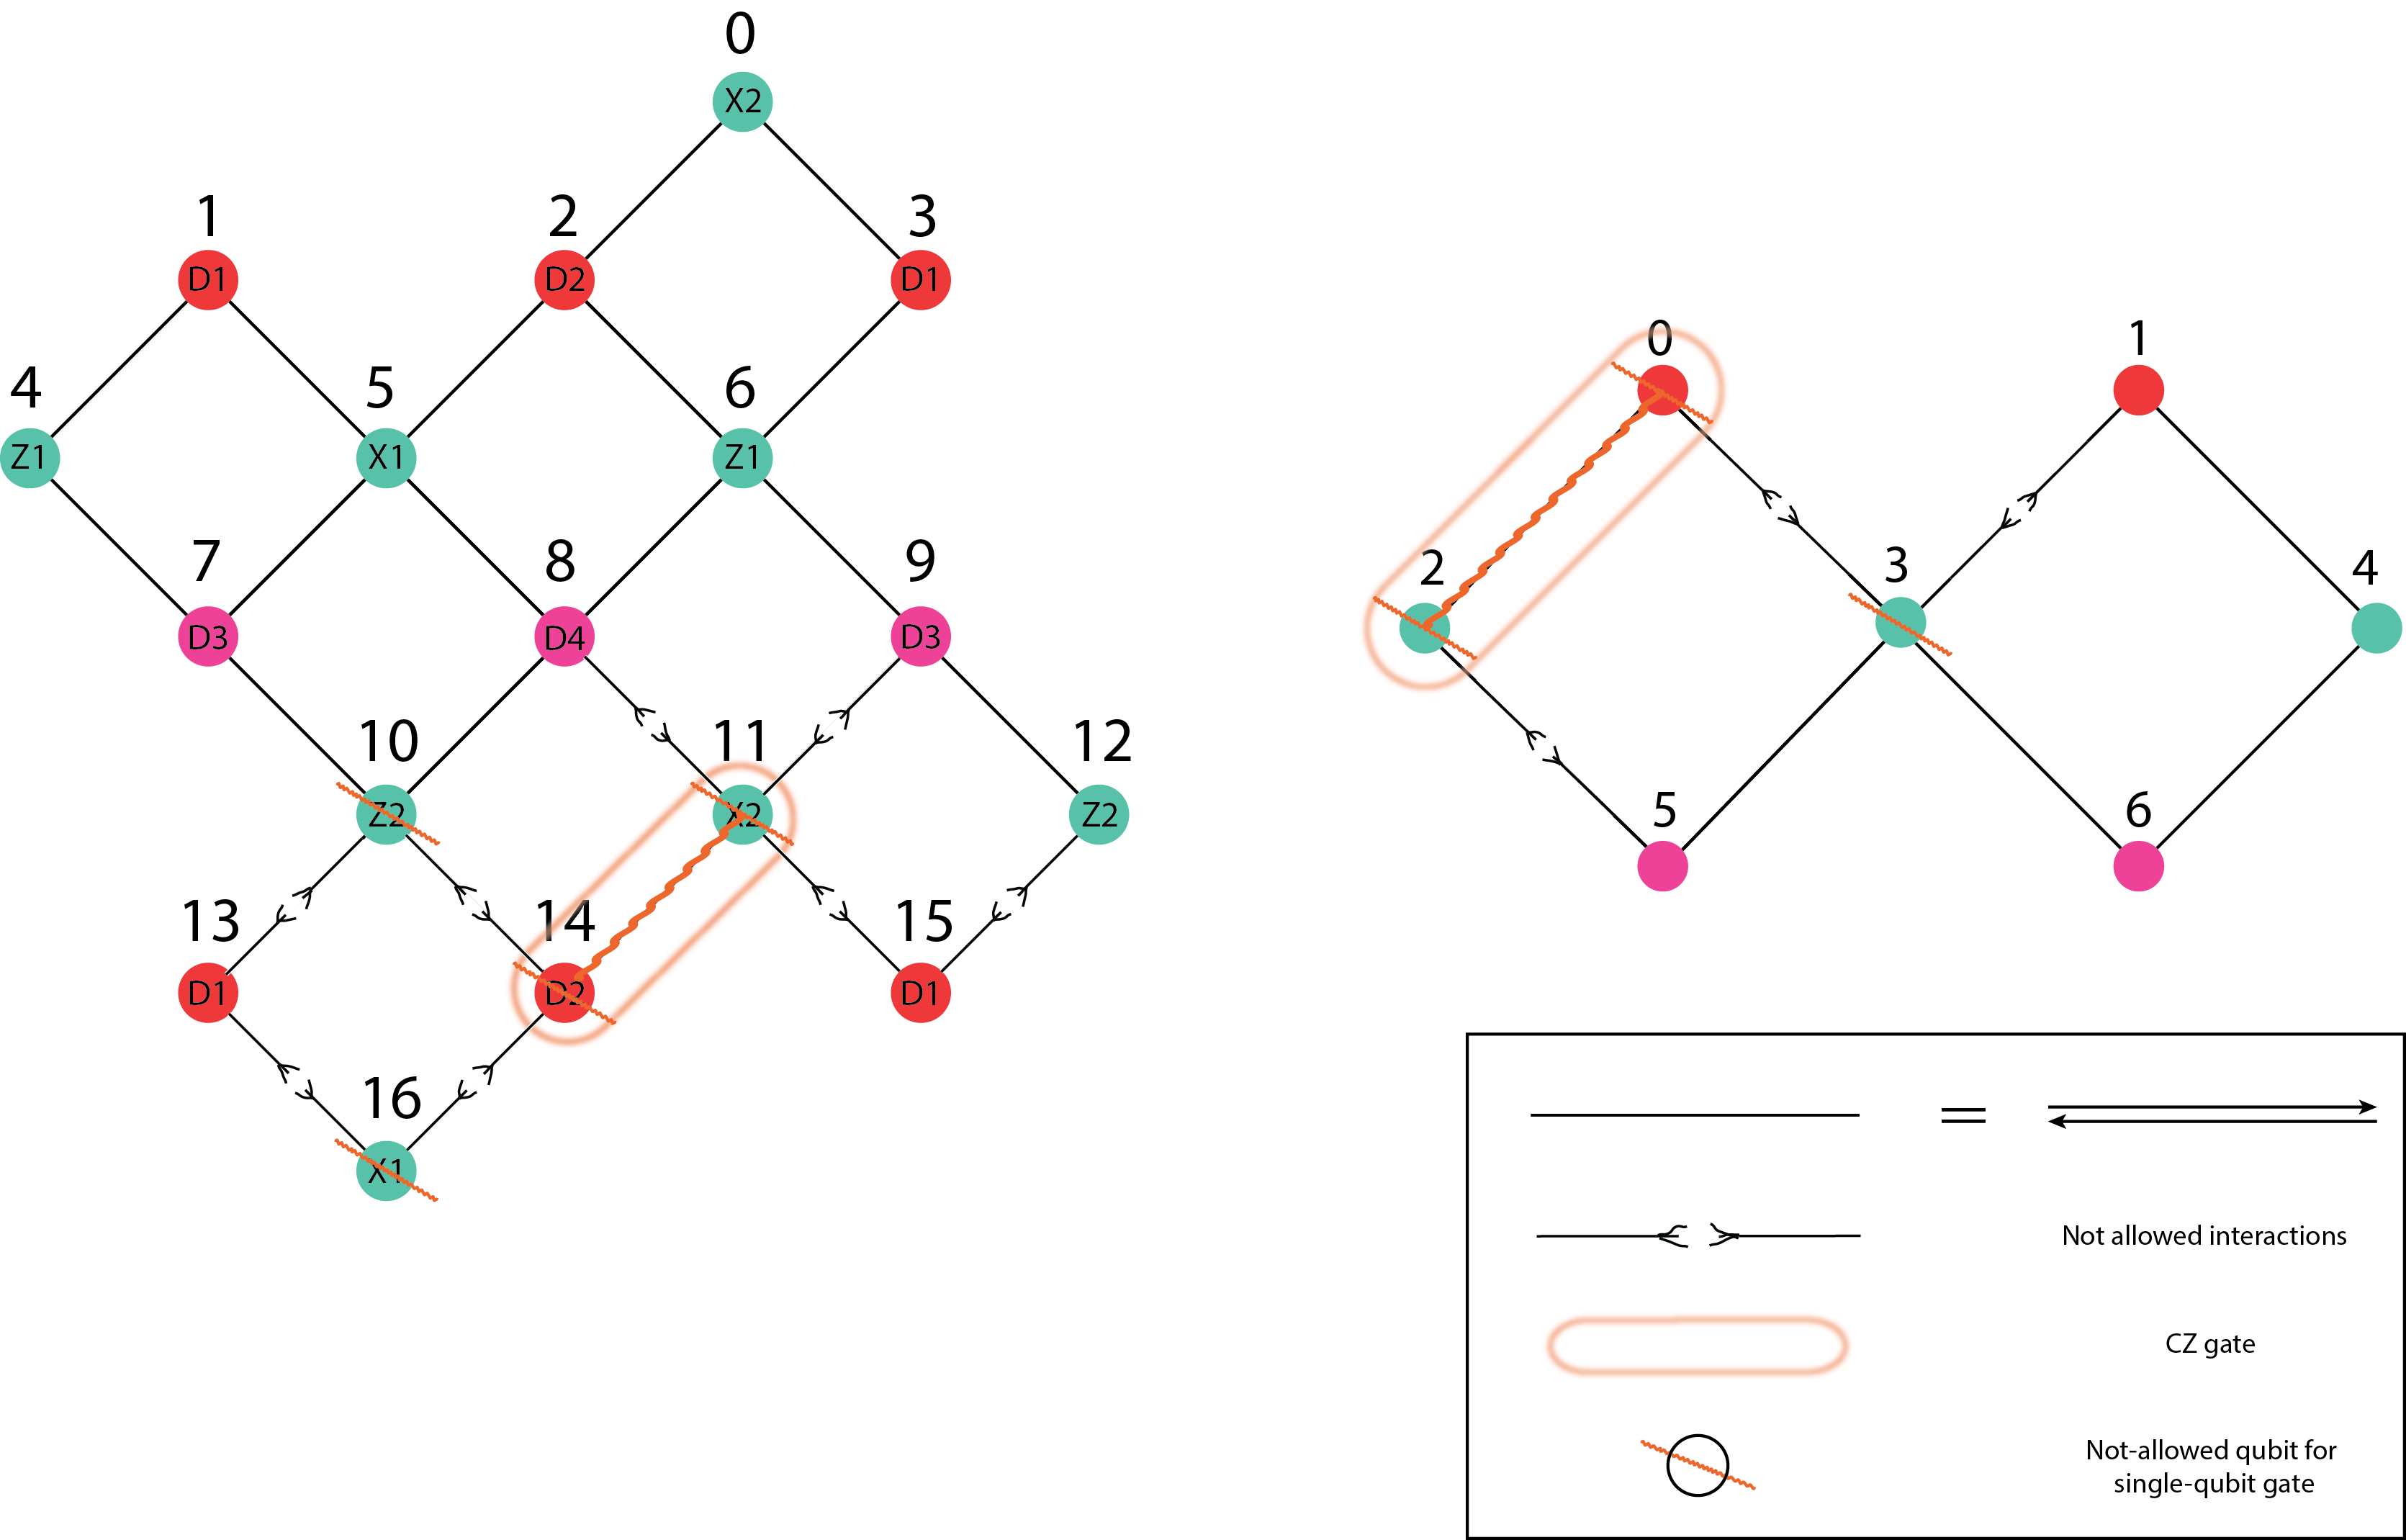 0
X2
1 2 3
D1 D2 D1
4 5 6
Z1 X1 Z1
7 8 9
D3 D4 D3
10 11 12
Z2 X2 Z2
13 14 15
D1 D2 D1
16
X1
0 1
2 3 4
5 6
=
Not allowed interactions
CZ gate
Not-allowed qubit for
single-qubit gate